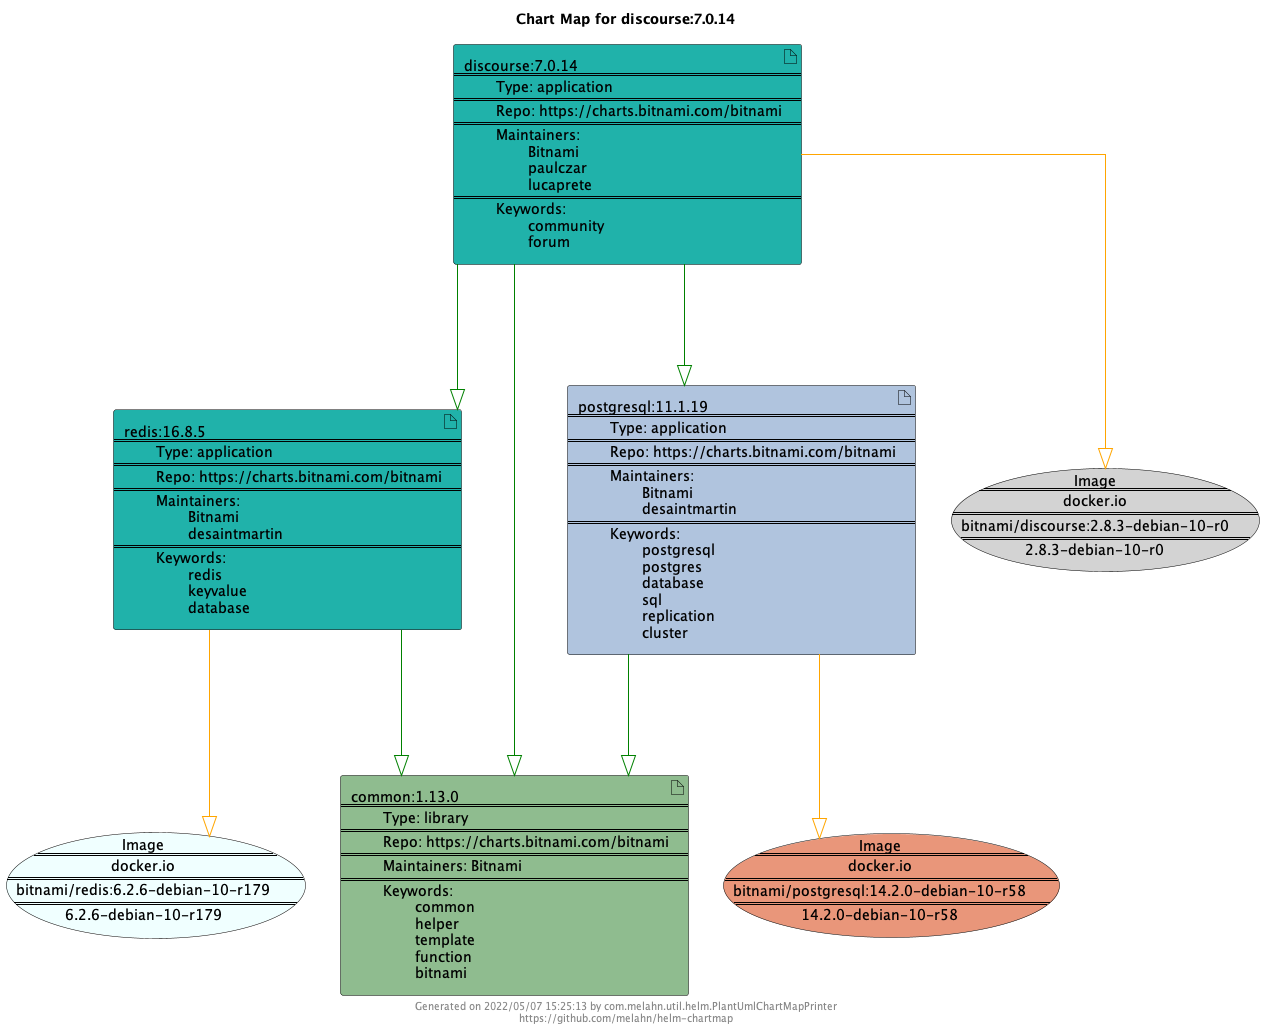 Chart Map for discourse:7.0.14
discourse:7.0.14
Type: application
Repo: https://charts.bitnami.com/bitnami
Maintainers:
Bitnami
paulczar
lucaprete
Keywords:
community
forum
redis:16.8.5
Type: application
Repo: https://charts.bitnami.com/bitnami
Maintainers:
Bitnami
desaintmartin
Keywords:
redis
keyvalue
database
postgresql:11.1.19
Type: application
Repo: https://charts.bitnami.com/bitnami
Maintainers:
Bitnami
desaintmartin
Keywords:
postgresql
postgres
database
sql
replication
cluster
Image
docker.io
bitnami/discourse:2.8.3-debian-10-r0
2.8.3-debian-10-r0
Image
docker.io
bitnami/redis:6.2.6-debian-10-r179
6.2.6-debian-10-r179
common:1.13.0
Type: library
Repo: https://charts.bitnami.com/bitnami
Maintainers: Bitnami
Keywords:
common
helper
template
function
bitnami
Image
docker.io
bitnami/postgresql:14.2.0-debian-10-r58
14.2.0-debian-10-r58
Generated on 2022/05/07 15:25:13 by com.melahn.util.helm.PlantUmlChartMapPrinter
https://github.com/melahn/helm-chartmap